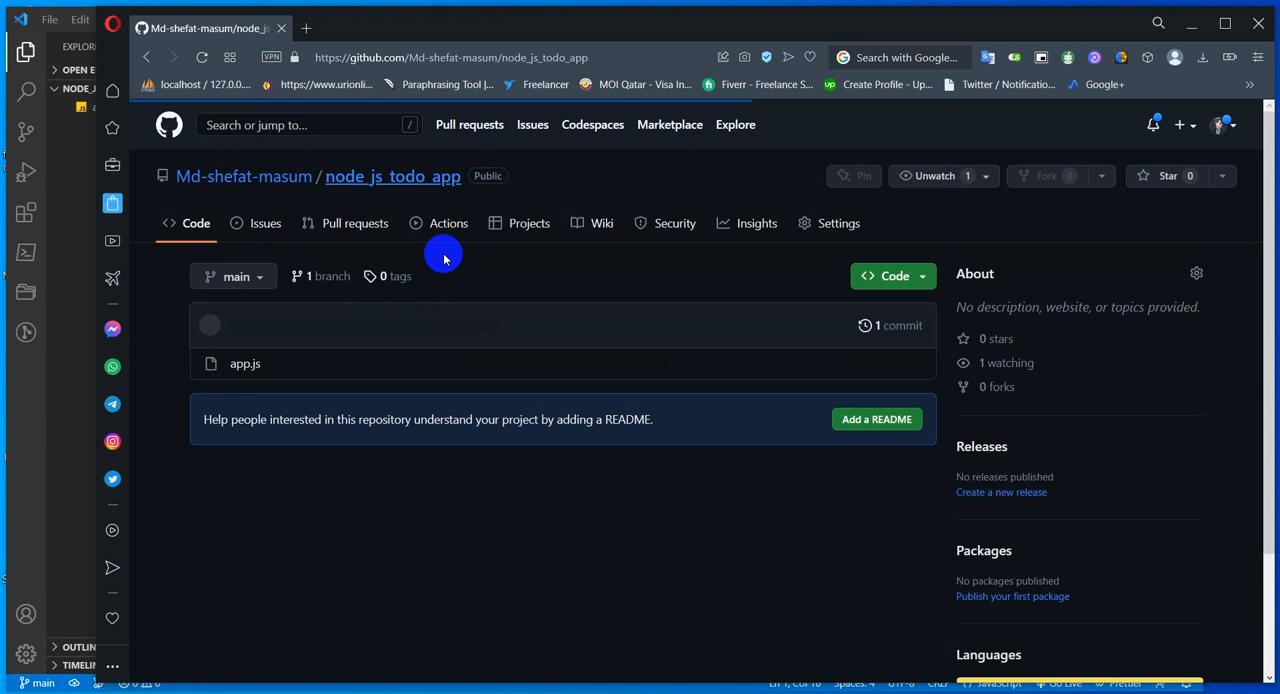 File Edit
Md-shefat-masum/node_js
EXPLOR
OPEN E
NODE_J
JS
VPN
https://github.com/Md-shefat-masum/node_js_todo_app
Search with Google...
localhost / 127.0.0....
https://www.urionli...
Paraphrasing Tool |...
Freelancer
MOI Qatar - Visa In...
Fiverr - Freelance S...
up Create Profile - Up...
Twitter / Notificatio...
Google+
Search or jump to... /
Pull requests Issues Codespaces Marketplace Explore
Md-shefat-masum / node_js_todo_app Public
Pin Unwatch 1 Fork 0 Star 0
Code Issues Pull requests Actions Projects Wiki Security Insights Settings
main 1 branch 0 tags
Code
1 commit
app.js
Help people interested in this repository understand your project by adding a README.
Add a README
About
No description, website, or topics provided.
0 stars
1 watching
0 forks
Releases
No releases published
Create a new release
Packages
No packages published
Publish your first package
Languages
OUTLIN
TIMELIN
main